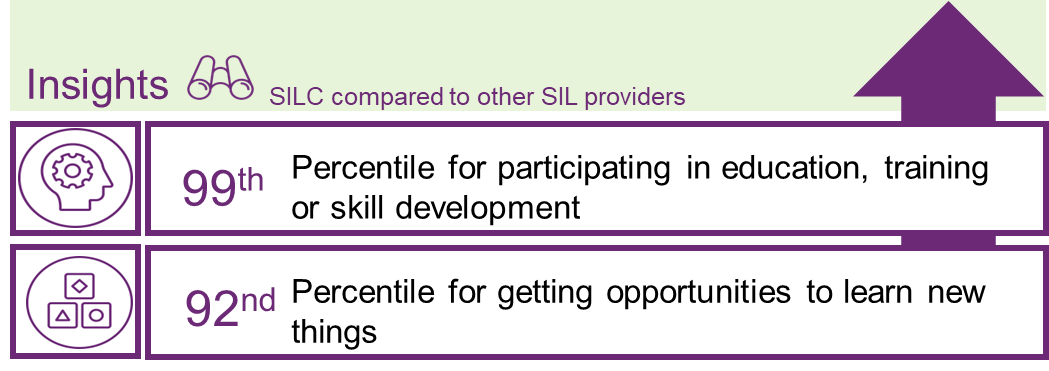 Insights SILC compared to other SIL providers
99th Percentile for participating in education, training
or skill development
92nd Percentile for getting opportunities to learn new
things